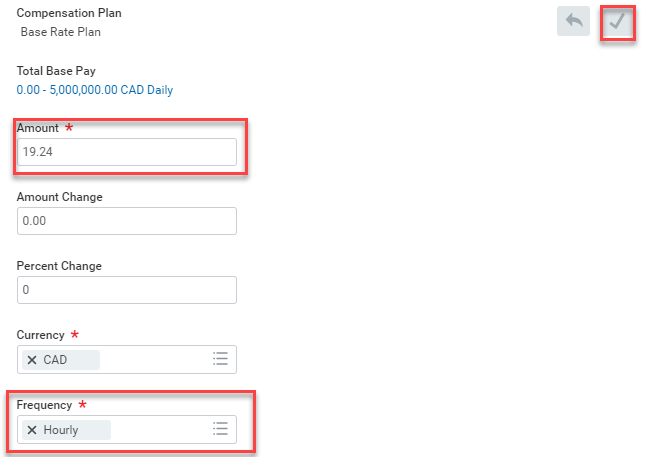 Compensation Plan
Base Rate Plan
Total Base Pay
0.00 - 5,000,000.00 CAD Daily
Amount *
19.24
Amount Change
0.00
Percent Change
0
Currency *
× CAD
Frequency *
× Hourly